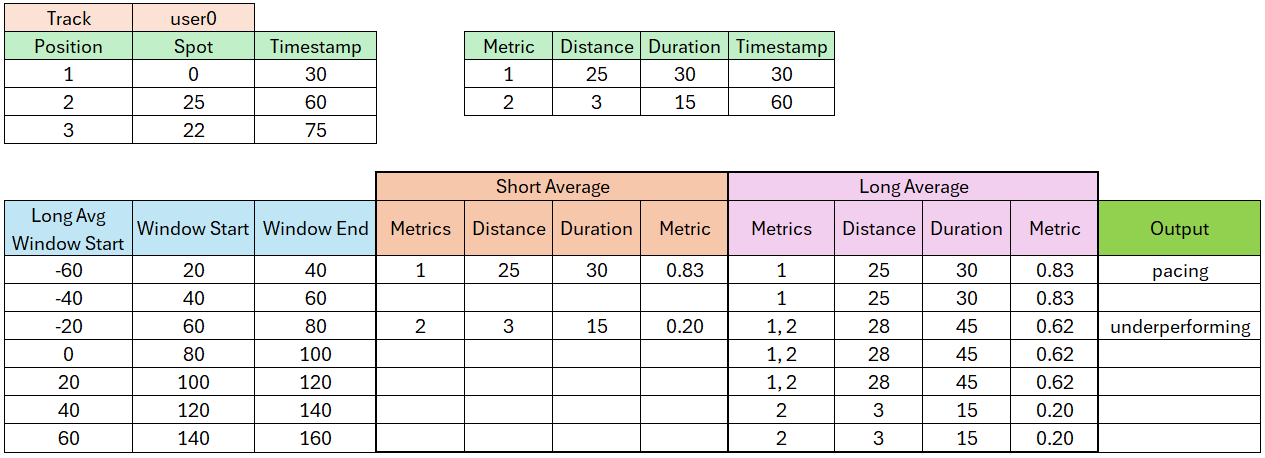 Track user0
Position Spot Timestamp
1 0 30
2 25 60
3 22 75
Metric Distance Duration Timestamp
1 25 30 30
2 3 15 60
Short Average Long Average
Long Avg
Window Start Window Start Window End Metrics Distance Duration Metric Metrics Distance Duration Metric Output
-60 20 40 1 25 30 0.83 1 25 30 0.83 pacing
-40 40 60 1 25 30 0.83
-20 60 80 2 3 15 0.20 1, 2 28 45 0.62 underperforming
0 80 100 1, 2 28 45 0.62
20 100 120 1, 2 28 45 0.62
40 120 140 2 3 15 0.20
60 140 160 2 3 15 0.20